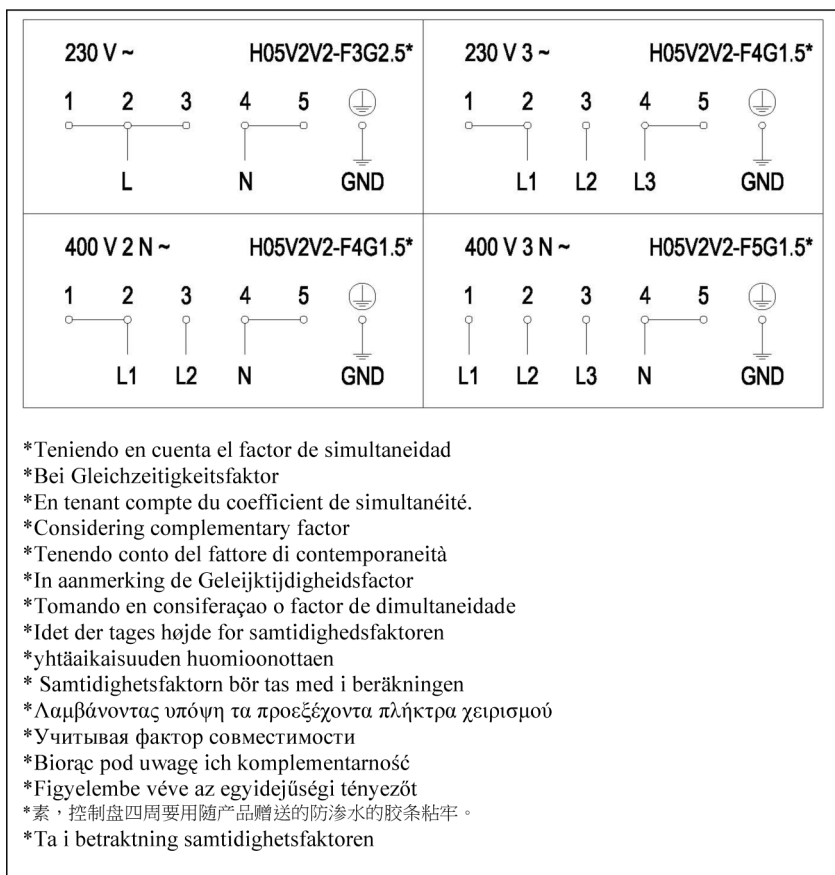 230 V ~ H05V2V2-F3G2.5*
1 2 3 4 5
L N GND
230 V 3 ~ H05V2V2-F4G1.5*
1 2 3 4 5
L1 L2 L3 GND
400 V 2 N ~ H05V2V2-F4G1.5*
1 2 3 4 5
L1 L2 N GND
400 V 3 N ~ H05V2V2-F5G1.5*
1 2 3 4 5
L1 L2 L3 N GND
*Teniendo en cuenta el factor de simultaneidad
*Bei Gleichzeitigkeitsfaktor
*En tenant compte du coefficient de simultanéité.
*Considering complementary factor
*Tenendo conto del fattore di contemporaneità
*In aanmerking de Geleijktijdigheidsfactor
*Tomando en consiferaçao o factor de dimultaneidade
*Idet der tages højde for samtidighedsfaktoren
*yhtäaikaisuuden huomioonottaen
* Samtidighetsfaktorn bör tas med i beräkningen
*Λαμβάνοντας υπόψη τα προεξέχοντα πλήκτρα χειρισμού
*Учитывая фактор совместимости
*Biorąc pod uwagę ich komplementarność
*Figyelembe véve az egyidejűségi tényezőt
*素，控制盘四周要用随产品赠送的防渗水的胶条粘牢。
*Ta i betraktning samtidighetsfaktoren